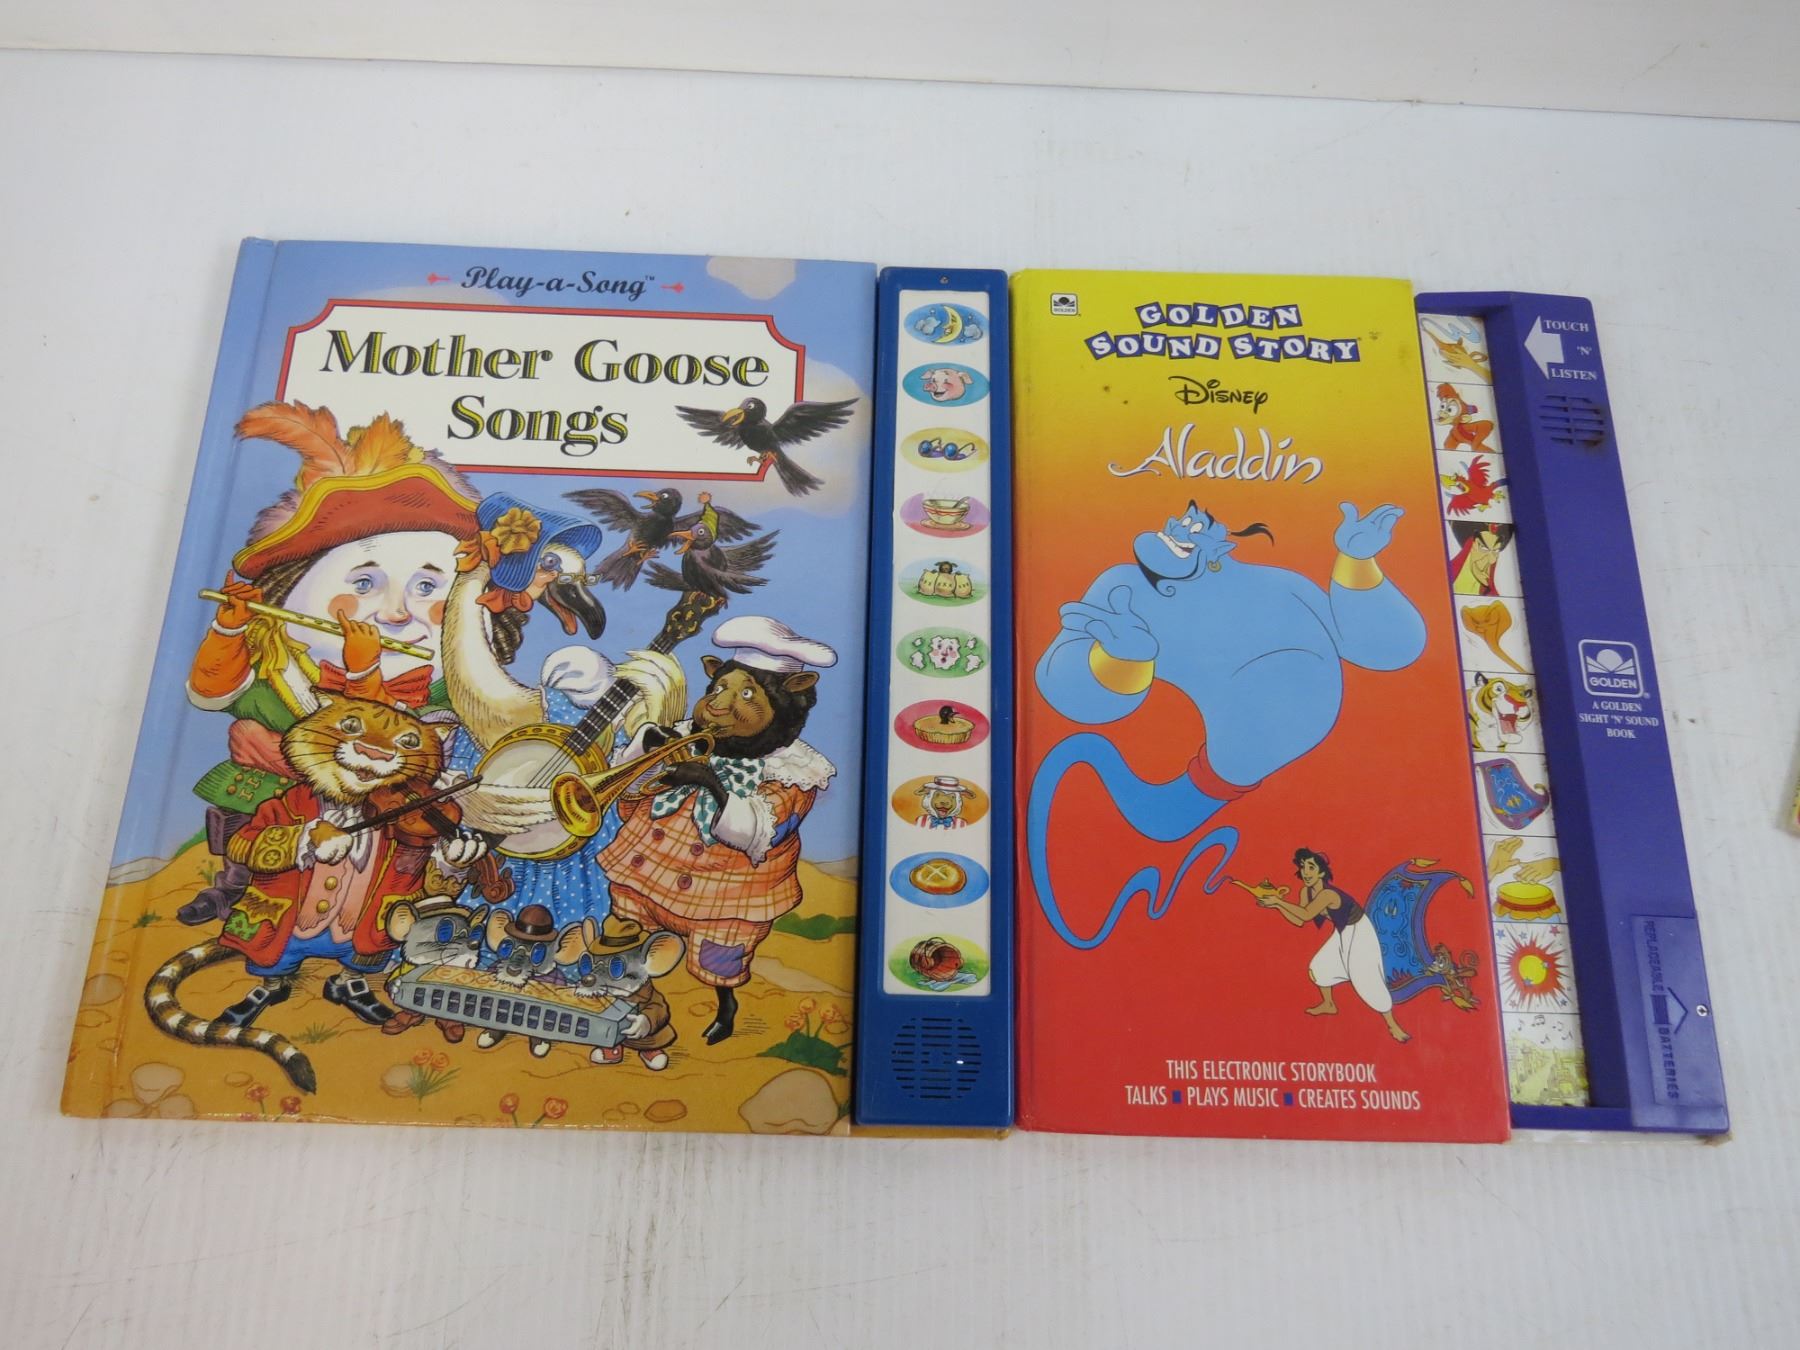 Play-a-Song™
Mother Goose
Songs
GOLDEN
GOLDEN
SOUND STORY
Disney
Aladdin
THIS ELECTRONIC STORYBOOK
TALKS ■ PLAYS MUSIC ■ CREATES SOUNDS
TOUCH
'N'
LISTEN
GOLDEN®
A GOLDEN
SIGHT 'N' SOUND
BOOK
REPLACEABLE
BATTERIES